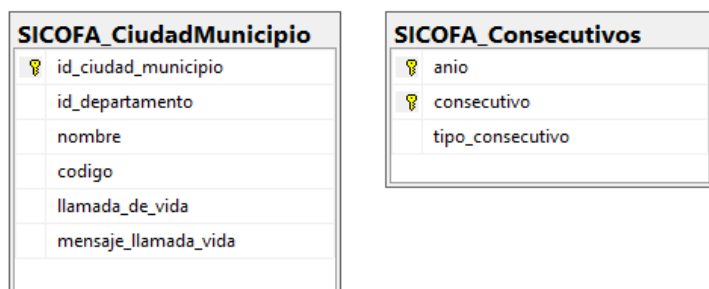 SICOFA_CiudadMunicipio
id_ciudad_municipio
id_departamento
nombre
codigo
llamada_de_vida
mensaje_llamada_vida
SICOFA_Consecutivos
anio
consecutivo
tipo_consecutivo